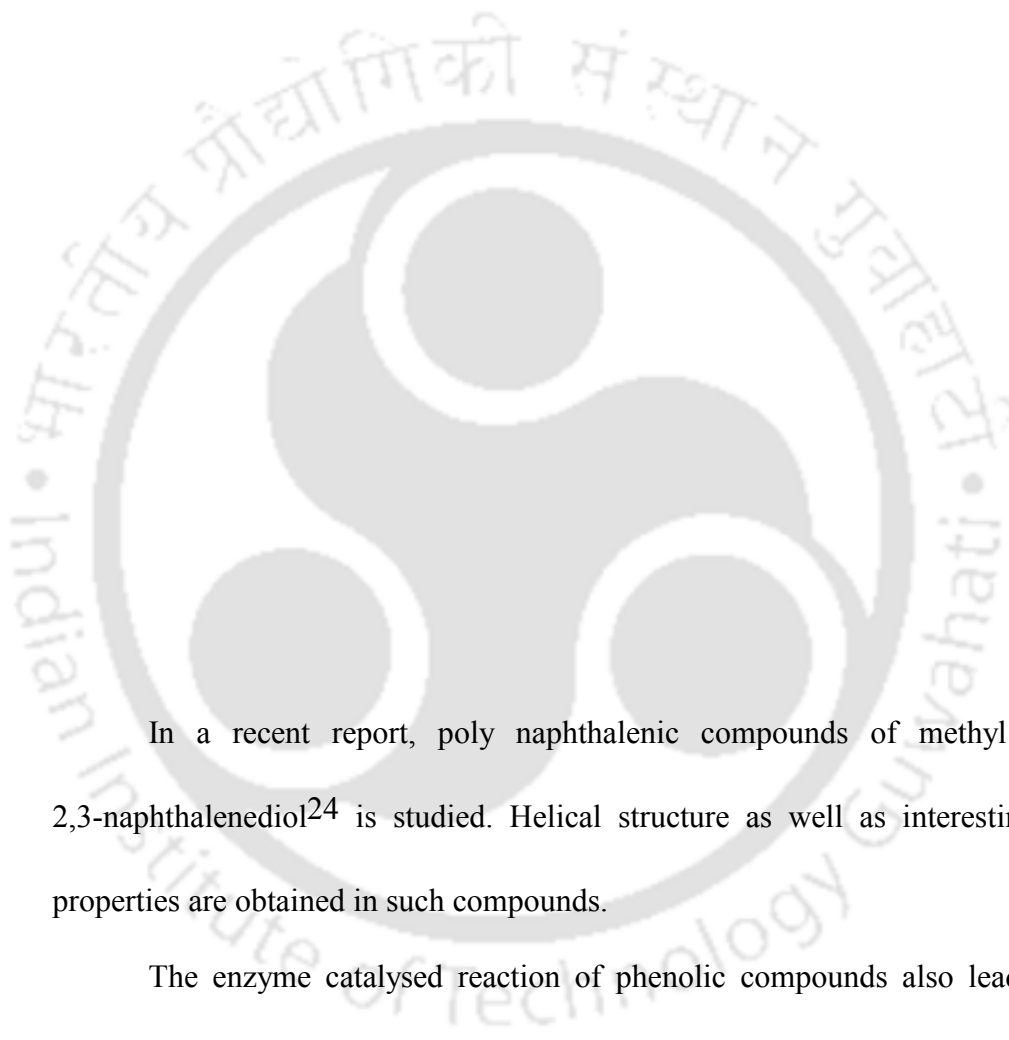 भारतीय प्रौद्योगिकी संस्थान गुवाहाटी
Indian Institute of Technology Guwahati
In a recent report, poly naphthalenic compounds of methyl
2,3-naphthalenediol24 is studied. Helical structure as well as
properties are obtained in such compounds.
The enzyme catalysed reaction of phenolic compounds also